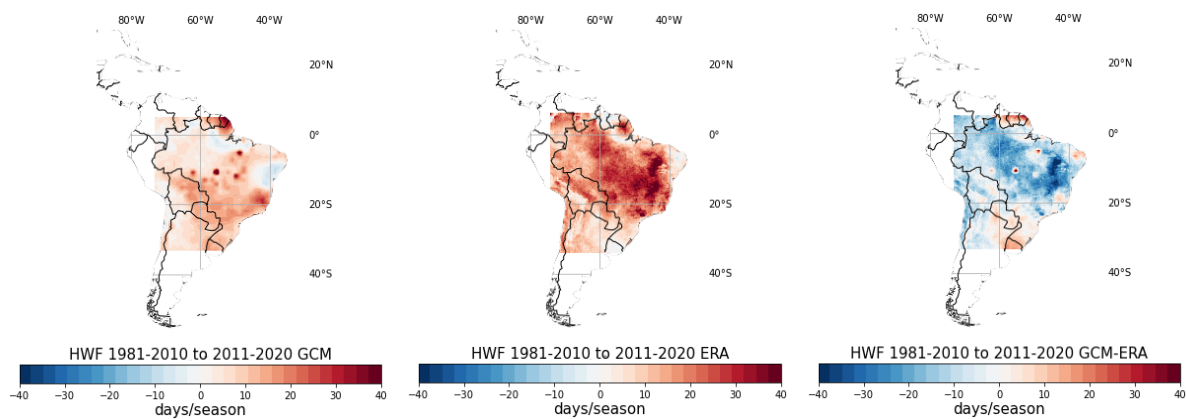 80°W 60°W 40°W
20°N
0°
20°S
40°S
HWF 1981-2010 to 2011-2020 GCM
−40 −30 −20 −10 0 10 20 30 40
days/season
80°W 60°W 40°W
20°N
0°
20°S
40°S
HWF 1981-2010 to 2011-2020 ERA
−40 −30 −20 −10 0 10 20 30 40
days/season
80°W 60°W 40°W
20°N
0°
20°S
40°S
HWF 1981-2010 to 2011-2020 GCM-ERA
−40 −30 −20 −10 0 10 20 30 40
days/season